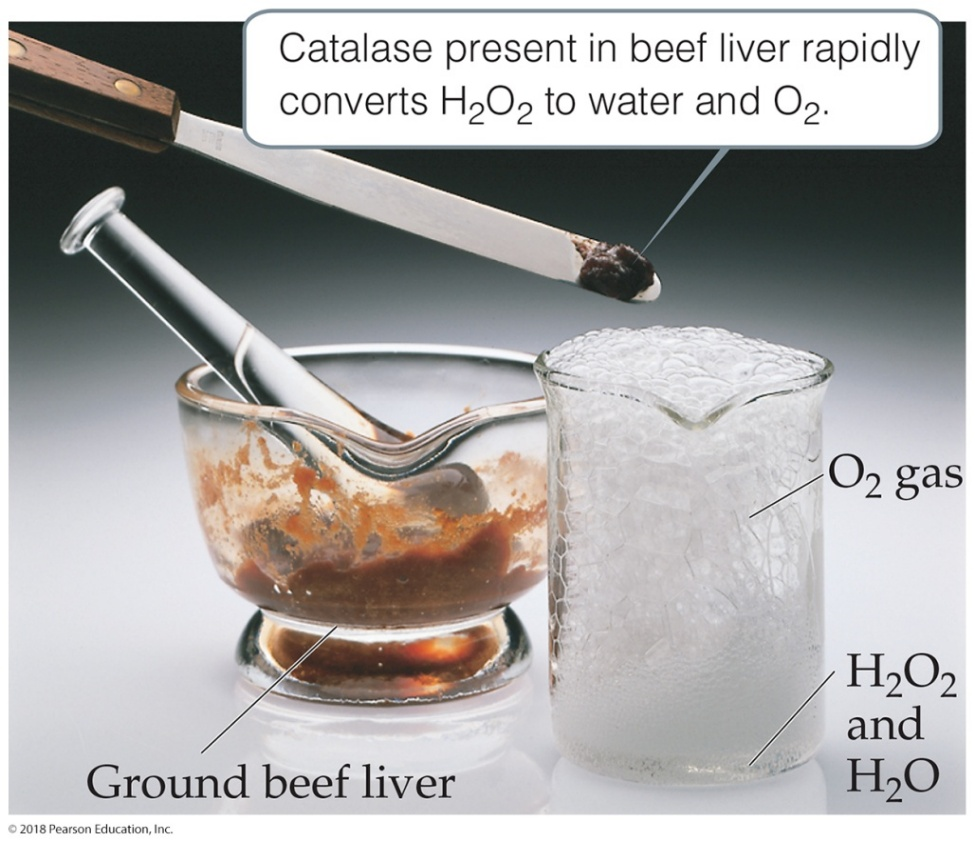 Catalase present in beef liver rapidly
converts H₂O₂ to water and O₂.
O₂ gas
H₂O₂
and
H₂O
Ground beef liver
© 2018 Pearson Education, Inc.